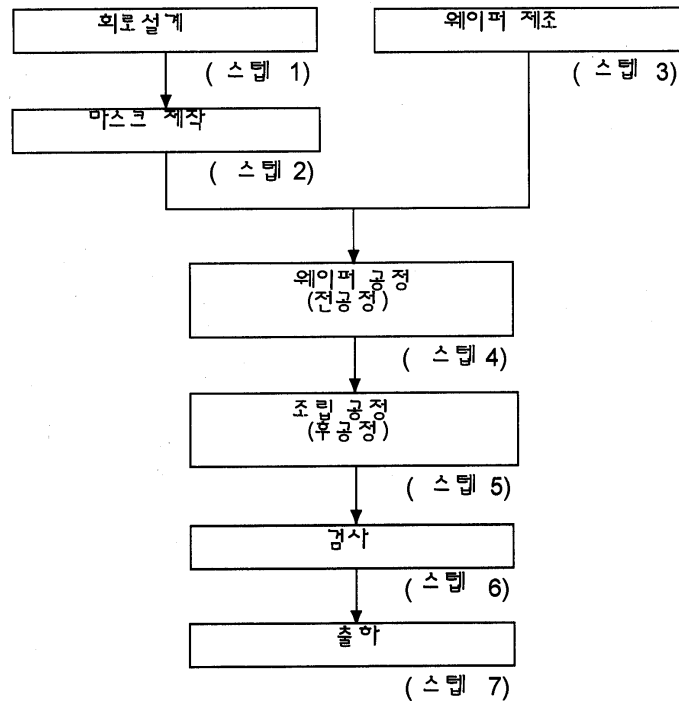 회로설계
( 스텝 1)
마스크 제작
( 스텝 2)
웨이퍼 제조
( 스텝 3)
웨이퍼 공정
(전공정)
( 스텝 4)
조립 공정
(후공정)
( 스텝 5)
검사
( 스텝 6)
출하
( 스텝 7)